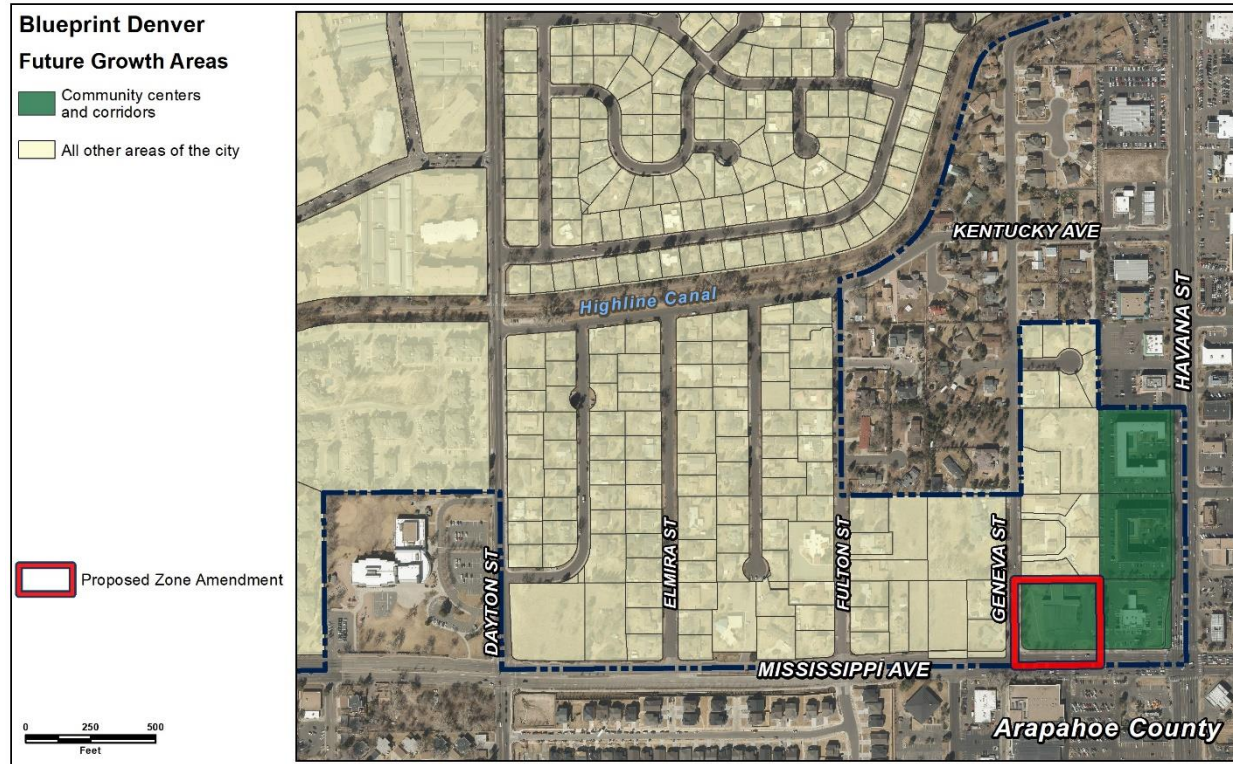 Blueprint Denver
Future Growth Areas
Community centers
and corridors
All other areas of the city
Proposed Zone Amendment
0 250 500
Feet
KENTUCKY AVE
HAVANA ST
Highline Canal
DAYTON ST
ELMIRA ST
FULTON ST
GENEVA ST
MISSISSIPPI AVE
Arapahoe County